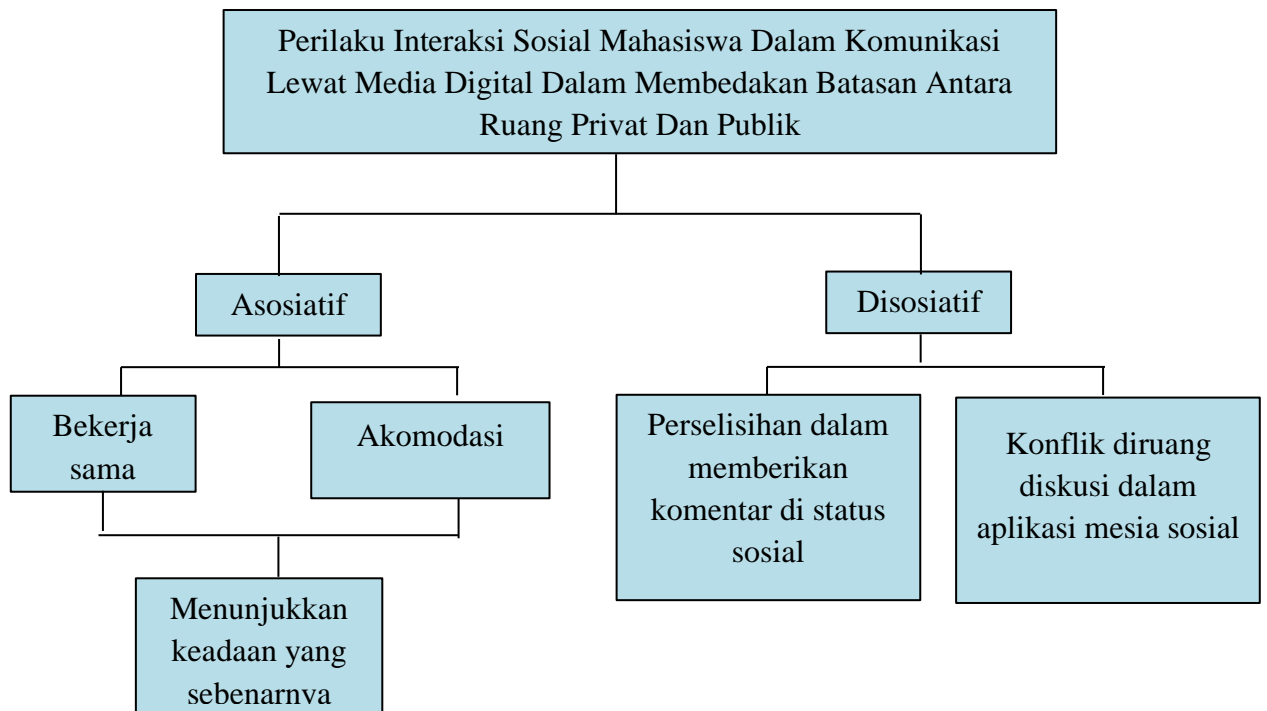 Perilaku Interaksi Sosial Mahasiswa Dalam Komunikasi
Lewat Media Digital Dalam Membedakan Batasan Antara
Ruang Privat Dan Publik
Asosiatif
Disosiatif
Bekerja
sama
Akomodasi
Perselisihan dalam
memberikan
komentar di status
sosial
Konflik diruang
diskusi dalam
aplikasi mesia sosial
Menunjukkan
keadaan yang
sebenarnya